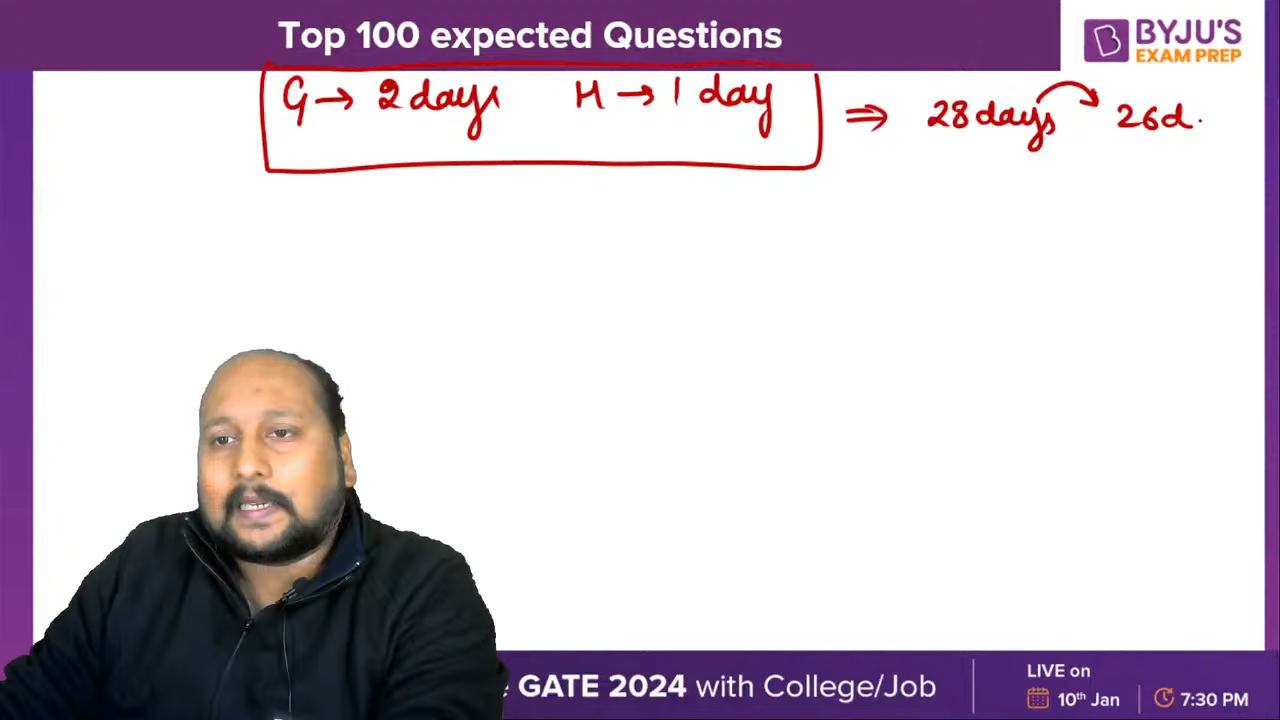 Top 100 expected Questions
BYJU'S
EXAM PREP
G → 2 days H → 1 day ⇒ 28 days 26d.
GATE 2024 with College/Job
LIVE on
10th Jan
7:30 PM